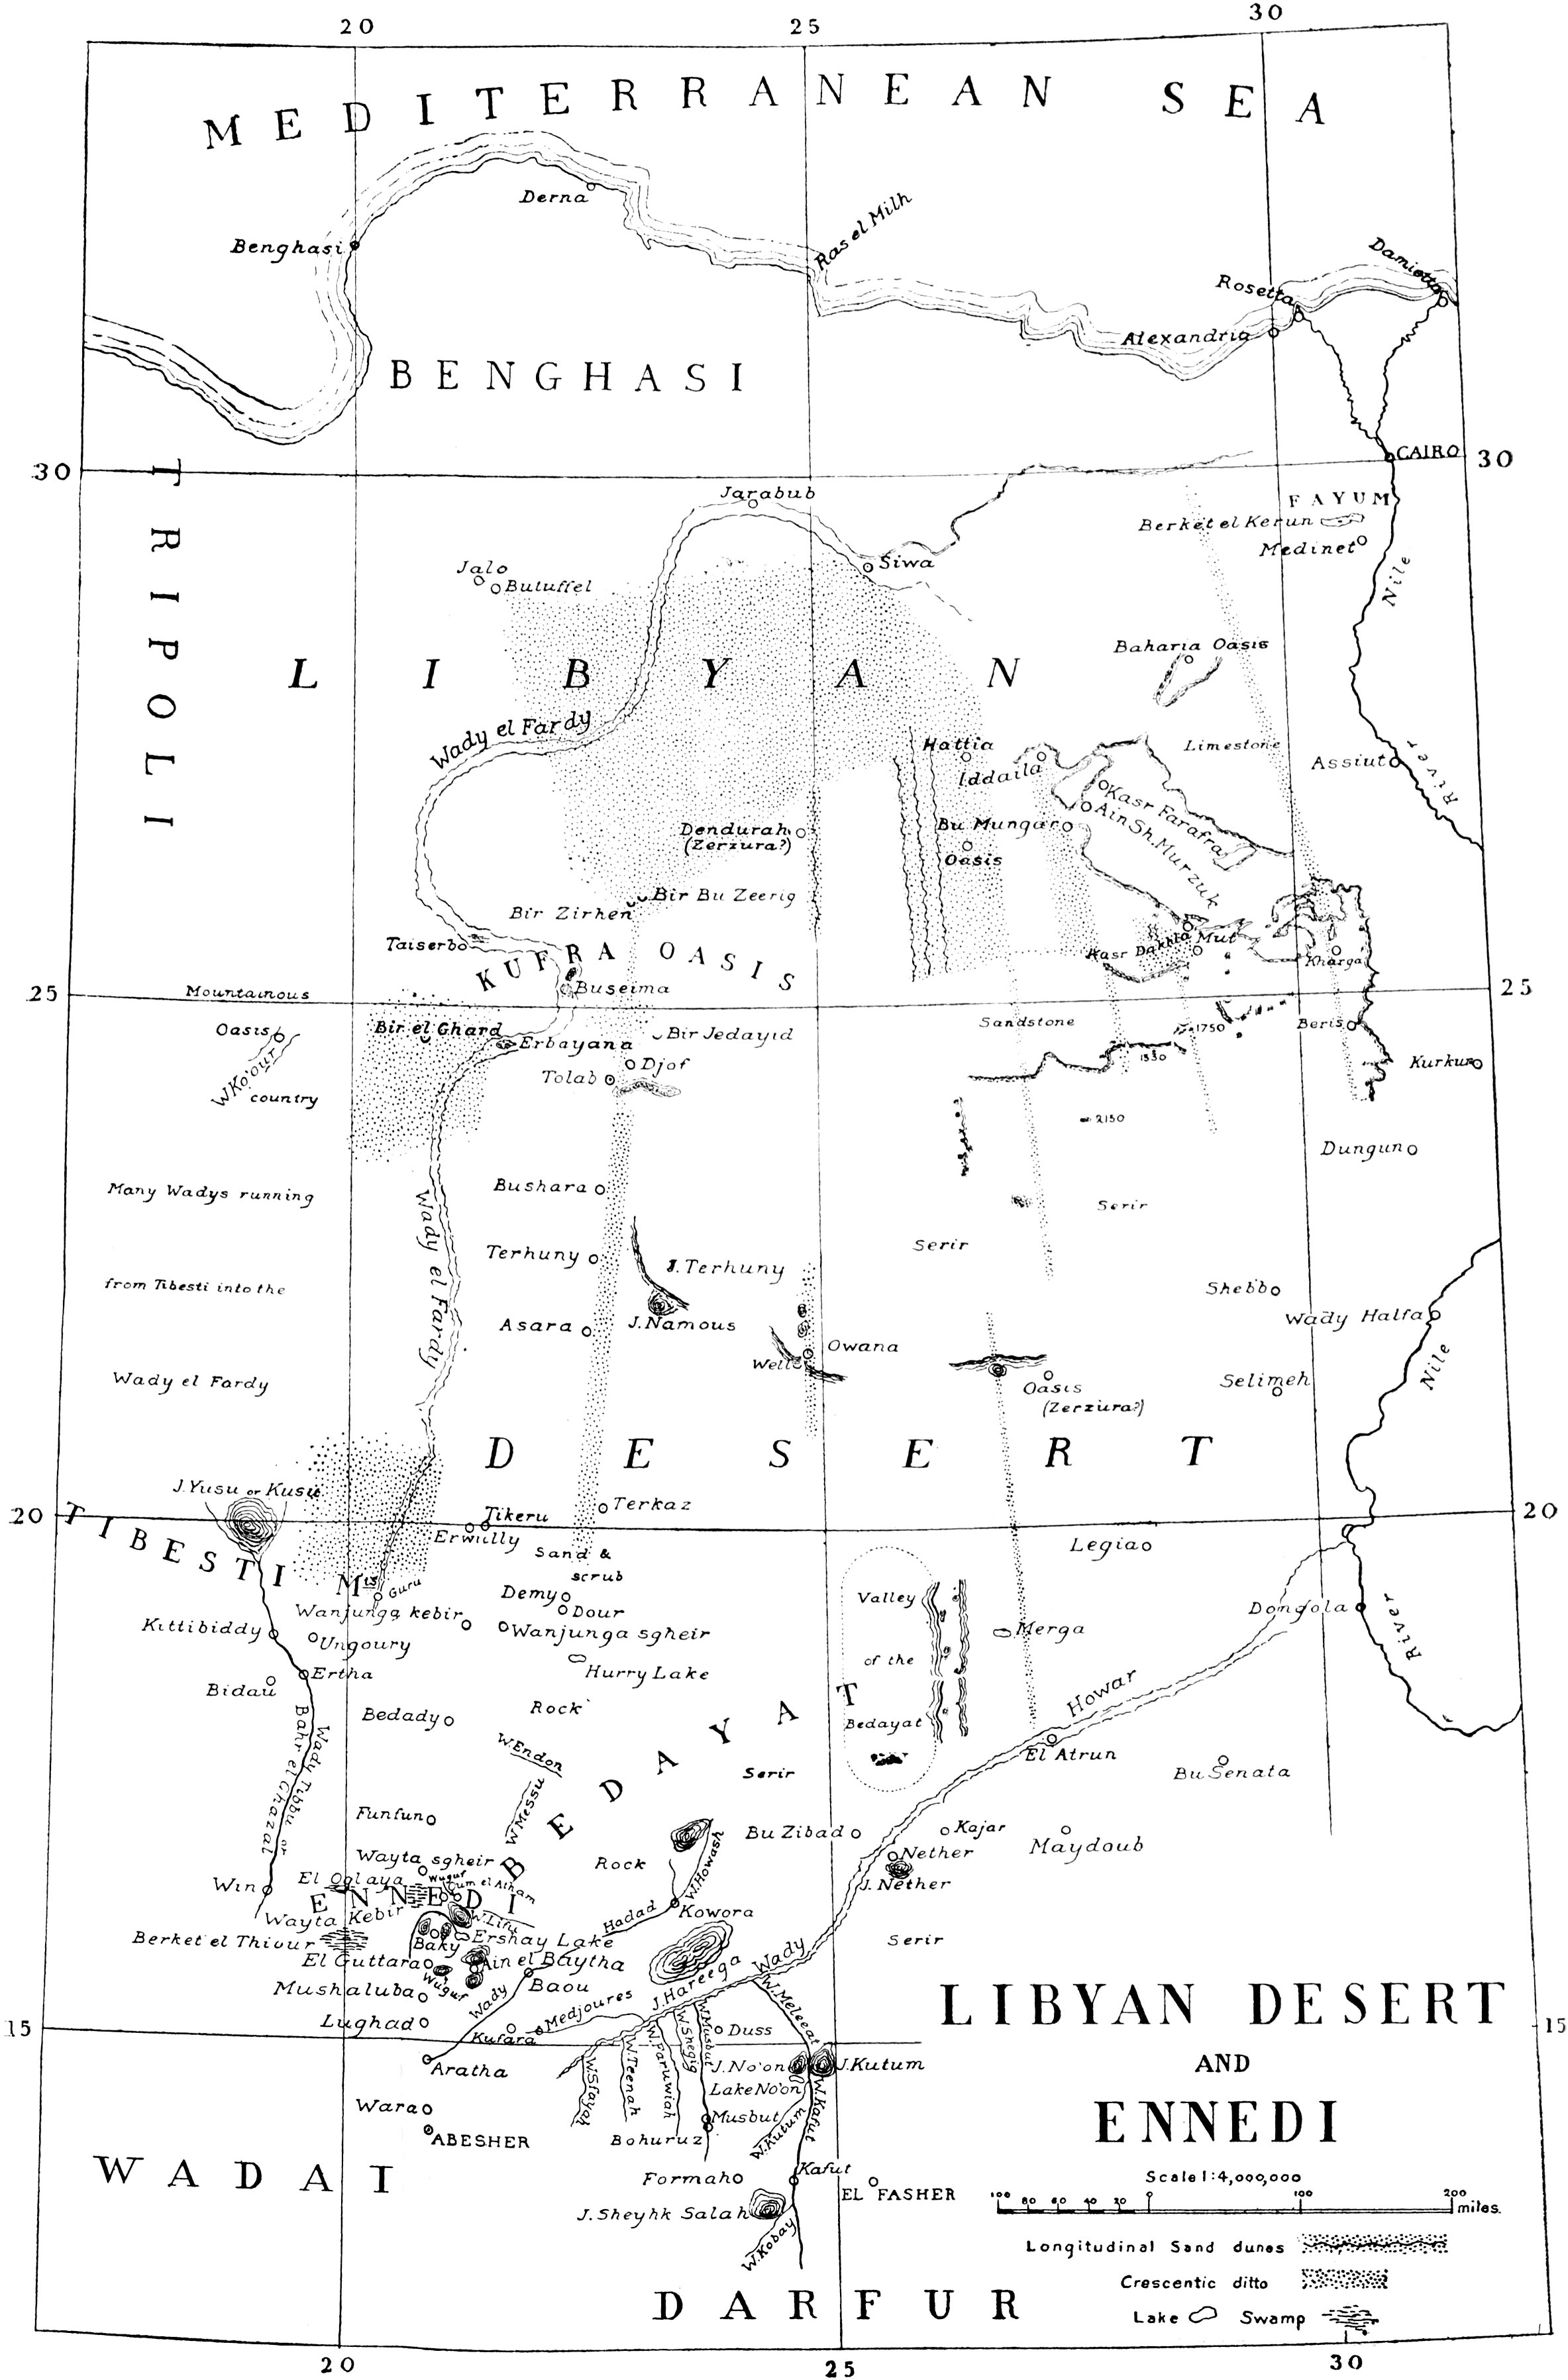 20 25 30
MEDITERRANEAN SEA
Derna
Ras el Milh
Benghasi
Damietta
Rosetta
Alexandria
BENGHASI
30 CAIRO 30
TRIPOLI
Jarabub
FAYUM
Berket el Kerun
Medinet
Siwa
Jalo
Butuffel
Nile
Baharia Oasis
LIBYAN
Wady el Fardy
Hattia
Limestone
Iddaila
Assiut
River
Kasr Farafra
Ain Sh. Murzuk
Dendurah
(Zerzura?)
Bu Mungar
Oasis
Bir Bu Zeerig
Bir Zirhen
Taiserbo
KUFRA OASIS
Kasr Dakhla
Mut
Kharga
Buseima
25 25
Mountainous
Oasis
Bir el Ghard
Erbayana
Bir Jedayid
Sandstone
1750
Beris
Djof
Tolab
1330
Kurkur
W Ko'our
country
2150
Dungun
Many Wadys running
Bushara
Serir
Wady el Fardy
Terhuny
J. Terhuny
Serir
from Tibesti into the
Shebb
Asara
J. Namous
Wady Halfa
Owana
Wells
Nile
Wady el Fardy
Oasis
(Zerzura?)
Selimeh
DESERT
J. Yusu or Kusu
20 20
Terkaz
Tikeru
Erwully
TIBESTI Mts
Sand &
scrub
Legia
Guru
Demy
Valley
Dongola
Wanjunga kebir
Dour
Kittibiddy
Ungoury
Wanjunga sgheir
Merga
of the
River
Ertha
Hurry Lake
Bidau
Howar
Bedady
Rock
Bedayat
Bahr el Ghazal
Wady Tibbu or
W. Endon
BEDAYAT
El Atrun
Serir
Bu Senata
W Messu
Funfun
Bu Zibad
Kajar
Maydoub
Wayta sgheir
Rock
Nether
El Oglaya
Wugur
Um el Atham
W. Howash
J. Nether
Win
ENNEDI
Wayta Kebir
Hadad
Kowora
Berket el Thiour
Baky
Ershay Lake
Serir
El Guttara
Ain el Baytha
Wugur
Baou
J. Hareega
Wady
Mushaluba
Wady
Medjoures
W. Meleeat
Lughad
Kufara
W. Shegig
W. Musbut
Duss
15 15
LIBYAN DESERT
AND
ENNEDI
Aratha
W. Sfayah
W. Teenah
W. Faruwiah
J. No'on
J. Kutum
Lake No'on
Wara
Musbut
W. Kutum
W. Kafut
ABESHER
Bohuruz
WADAI
Formaho
Kafut
EL FASHER
J. Sheyhk Salah
W. Kobay
DARFUR
Scale 1:4,000,000
100 80 60 40 20 0 100 200 miles.
Longitudinal Sand dunes
Crescentic ditto
Lake Swamp
20 25 30